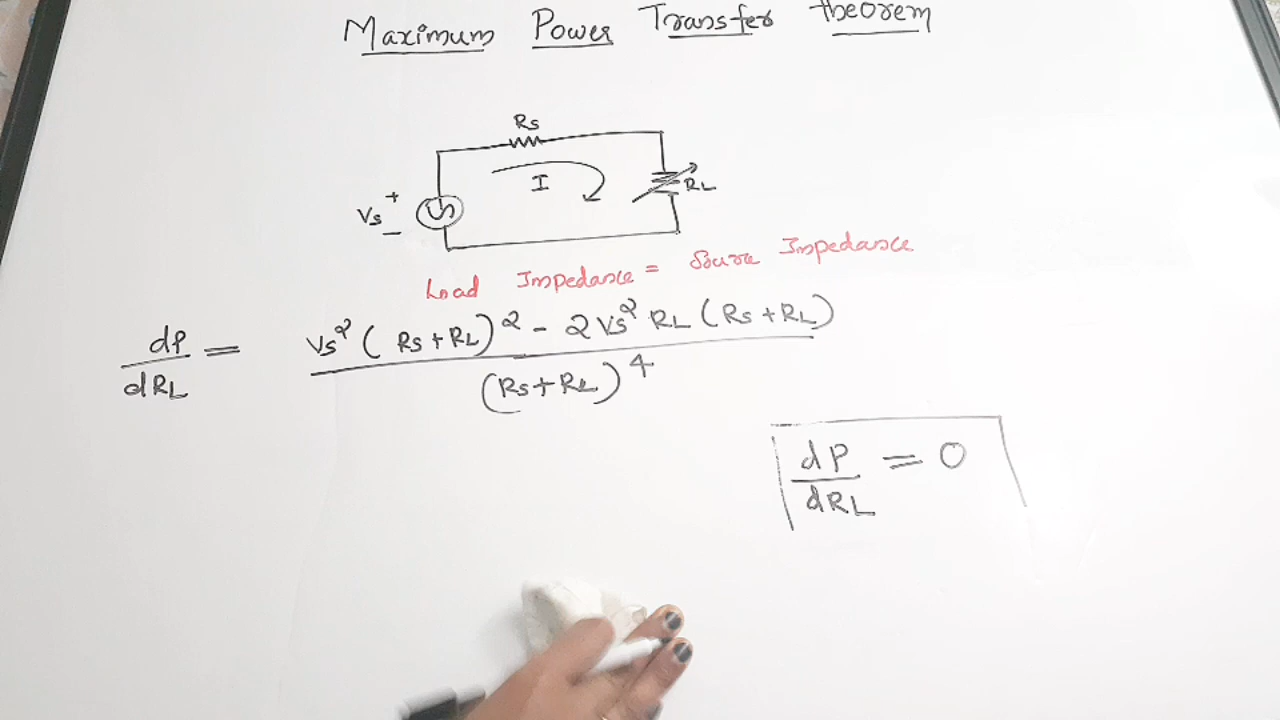 Maximum Power Transfer theorem
Rs
I
RL
Vs + −
Load Impedance = Source Impedance
dP/dRL = Vs² (Rs+RL)² - 2Vs² RL (Rs+RL) / (Rs+RL)⁴
dP/dRL = 0